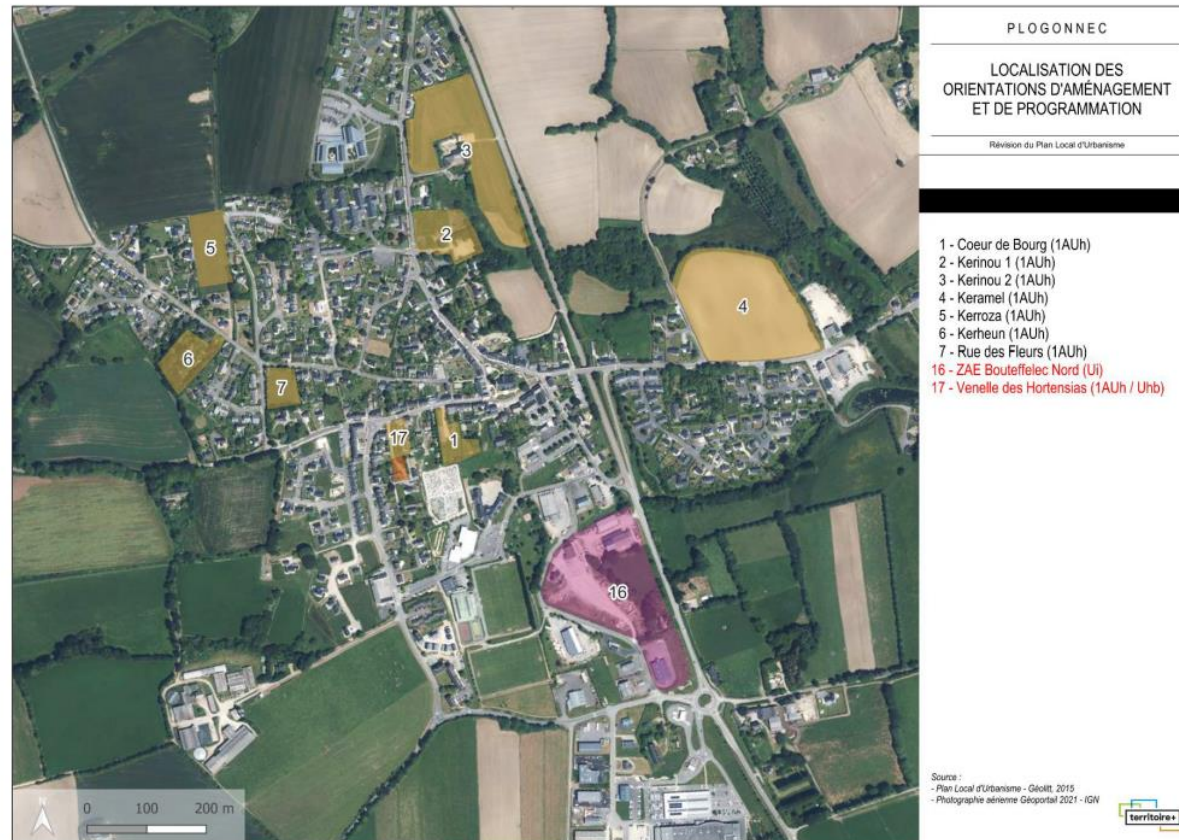 PLOGONNEC
LOCALISATION DES
ORIENTATIONS D'AMÉNAGEMENT
ET DE PROGRAMMATION
Révision du Plan Local d'Urbanisme
1 - Coeur de Bourg (1AUh)
2 - Kerinou 1 (1AUh)
3 - Kerinou 2 (1AUh)
4 - Keramel (1AUh)
5 - Kerroza (1AUh)
6 - Kerheun (1AUh)
7 - Rue des Fleurs (1AUh)
16 - ZAE Bouteffelec Nord (Ui)
17 - Venelle des Hortensias (1AUh / Uhb)
3
2
5
4
6
7
17
1
16
N
0 100 200 m
Source :
- Plan Local d'Urbanisme - Géolitt, 2015
- Photographie aérienne Géoportail 2021 - IGN
territoire+